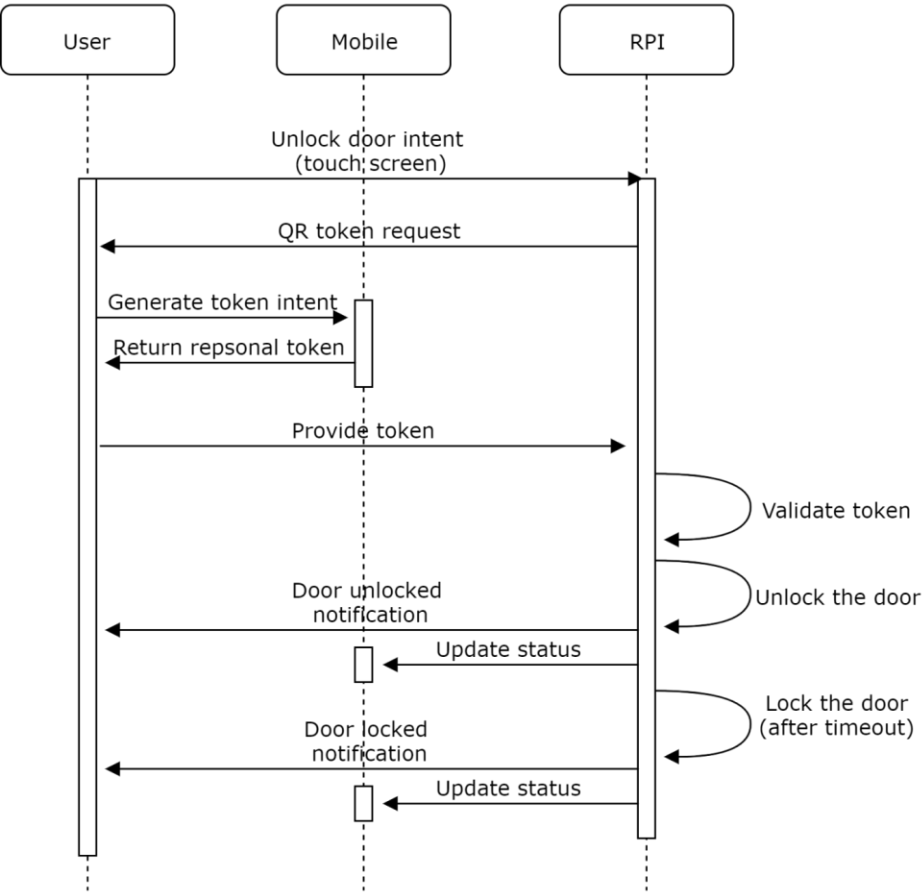 User
Mobile
RPI
Unlock door intent
(touch screen)
QR token request
Generate token intent
Return repsonal token
Provide token
Validate token
Unlock the door
Door unlocked
notification
Update status
Lock the door
(after timeout)
Door locked
notification
Update status